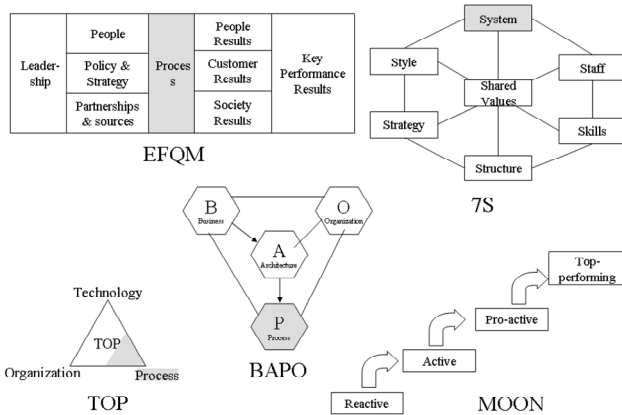 Leader-
ship
People
Policy &
Strategy
Partnerships
& sources
Proces
s
People
Results
Customer
Results
Society
Results
Key
Performance
Results
EFQM
System
Style
Staff
Shared
Values
Strategy
Skills
Structure
7S
B
Business
O
Organization
A
Architecture
P
Process
BAPO
Technology
TOP
Organization
Process
TOP
Top-
performing
Pro-active
Active
Reactive
MOON